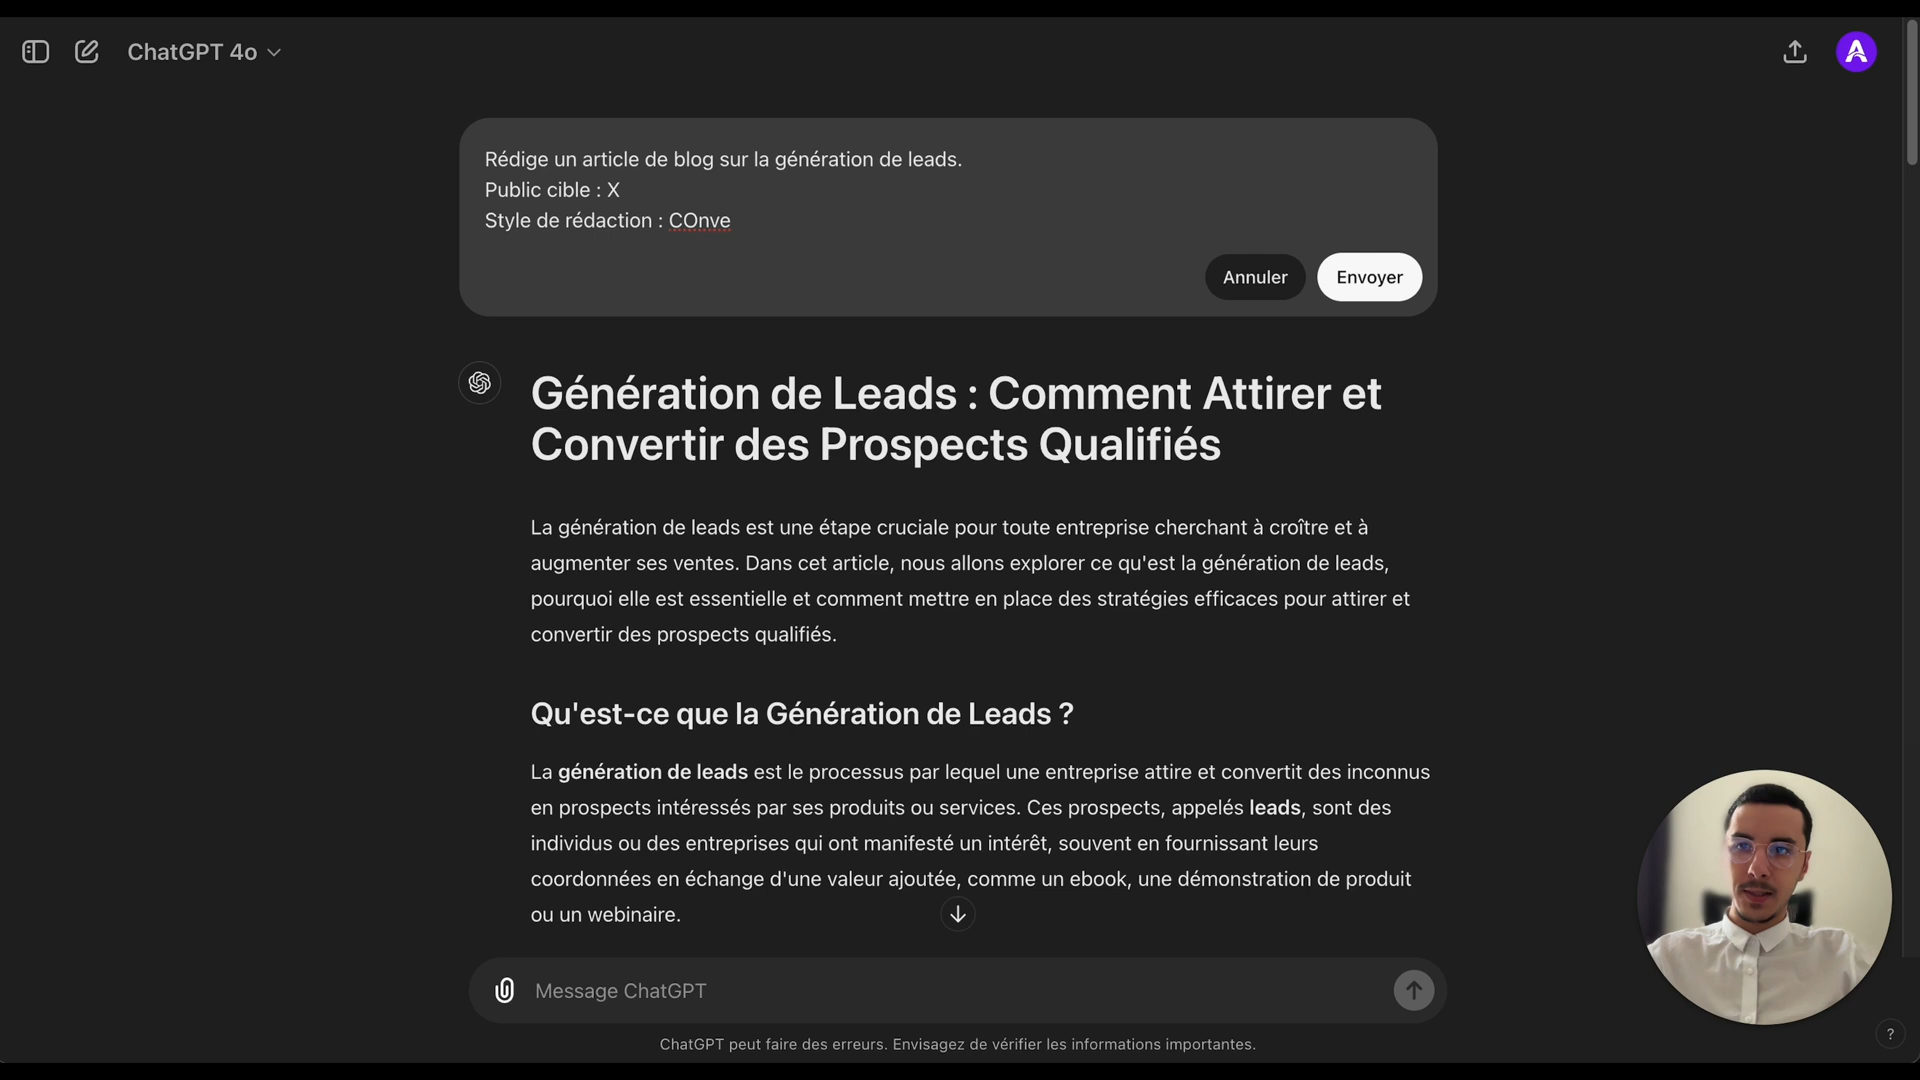 ChatGPT 4o
A
Rédige un article de blog sur la génération de leads.
Public cible : X
Style de rédaction : COnve
Annuler
Envoyer
Génération de Leads : Comment Attirer et
Convertir des Prospects Qualifiés
La génération de leads est une étape cruciale pour toute entreprise cherchant à croître et à
augmenter ses ventes. Dans cet article, nous allons explorer ce qu'est la génération de leads,
pourquoi elle est essentielle et comment mettre en place des stratégies efficaces pour attirer et
convertir des prospects qualifiés.
Qu'est-ce que la Génération de Leads ?
La génération de leads est le processus par lequel une entreprise attire et convertit des inconnus
en prospects intéressés par ses produits ou services. Ces prospects, appelés leads, sont des
individus ou des entreprises qui ont manifesté un intérêt, souvent en fournissant leurs
coordonnées en échange d'une valeur ajoutée, comme un ebook, une démonstration de produit
ou un webinaire.
Message ChatGPT
ChatGPT peut faire des erreurs. Envisagez de vérifier les informations importantes.
?